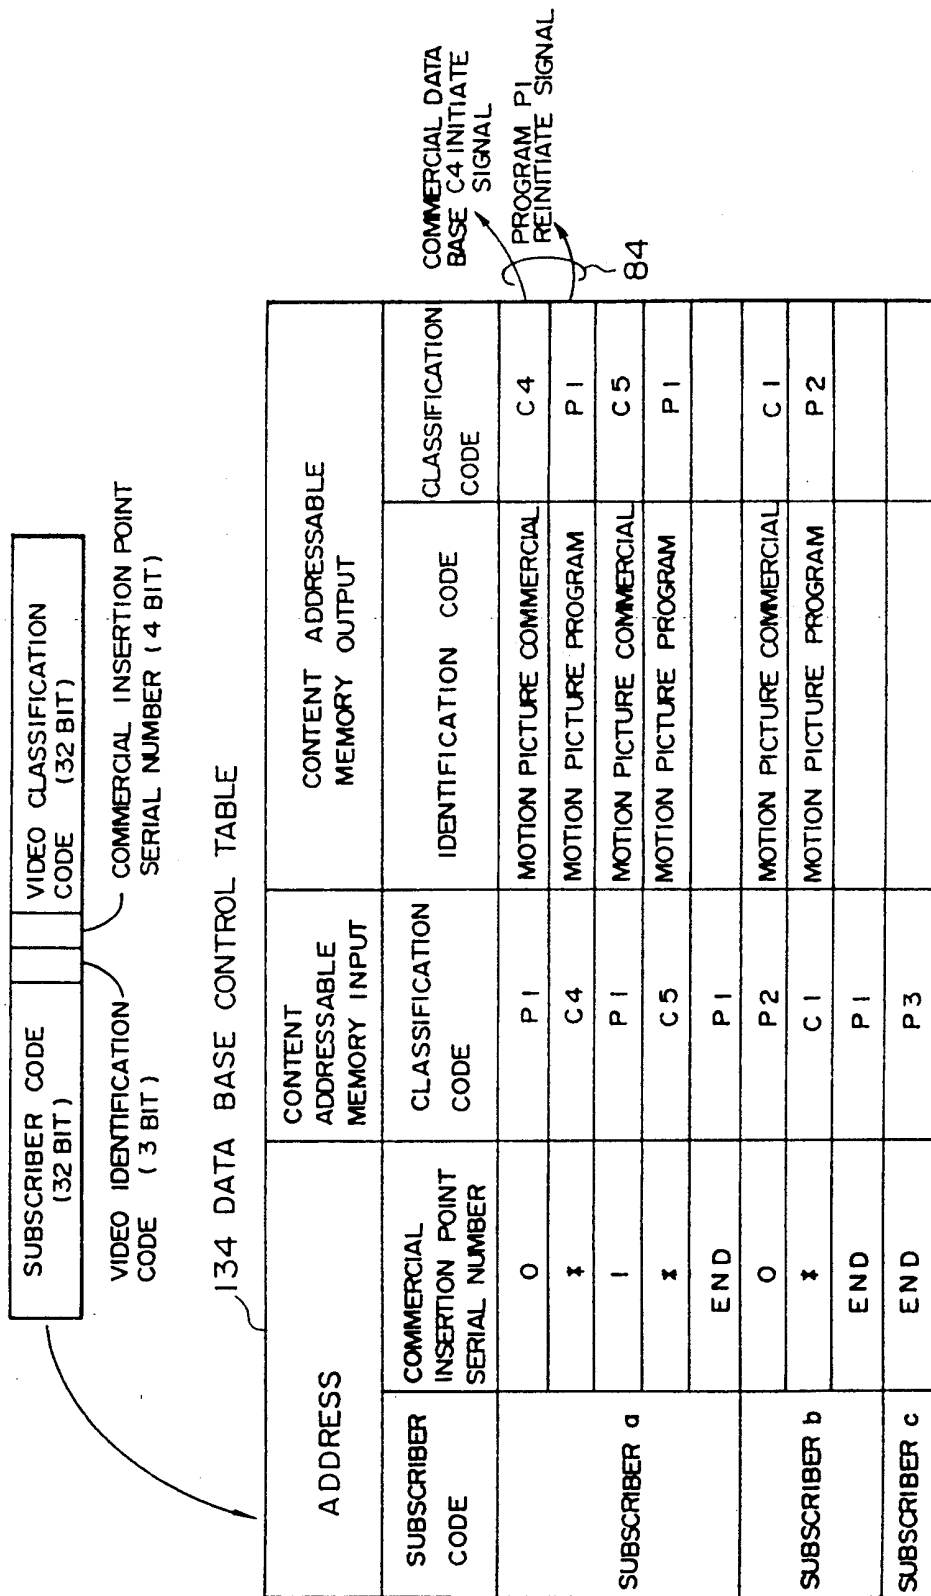 SUBSCRIBER CODE
(32 BIT)
VIDEO CLASSIFICATION
CODE (32 BIT)
VIDEO IDENTIFICATION
CODE (3 BIT)
COMMERCIAL INSERTION POINT
SERIAL NUMBER (4 BIT)
134 DATA BASE CONTROL TABLE
ADDRESS
CONTENT
ADDRESSABLE
MEMORY INPUT
CONTENT ADDRESSABLE
MEMORY OUTPUT
SUBSCRIBER
CODE
COMMERCIAL
INSERTION POINT
SERIAL NUMBER
CLASSIFICATION
CODE
IDENTIFICATION CODE
CLASSIFICATION
CODE
SUBSCRIBER a
0 P1 MOTION PICTURE COMMERCIAL C4
* C4 MOTION PICTURE PROGRAM P1
1 P1 MOTION PICTURE COMMERCIAL C5
* C5 MOTION PICTURE PROGRAM P1
END P1
SUBSCRIBER b
0 P2 MOTION PICTURE COMMERCIAL C1
* C1 MOTION PICTURE PROGRAM P2
END P1
SUBSCRIBER c END P3
COMMERCIAL DATA
BASE C4 INITIATE
SIGNAL
PROGRAM P1
REINITIATE SIGNAL
84